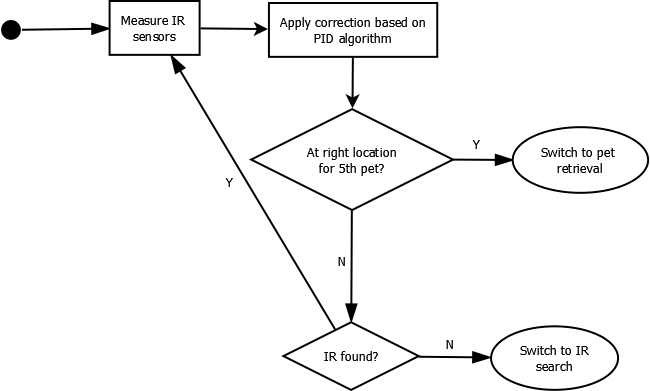 Measure IR
sensors
Apply correction based on
PID algorithm
At right location
for 5th pet?
Y
Switch to pet
retrieval
Y
N
IR found?
N
Switch to IR
search